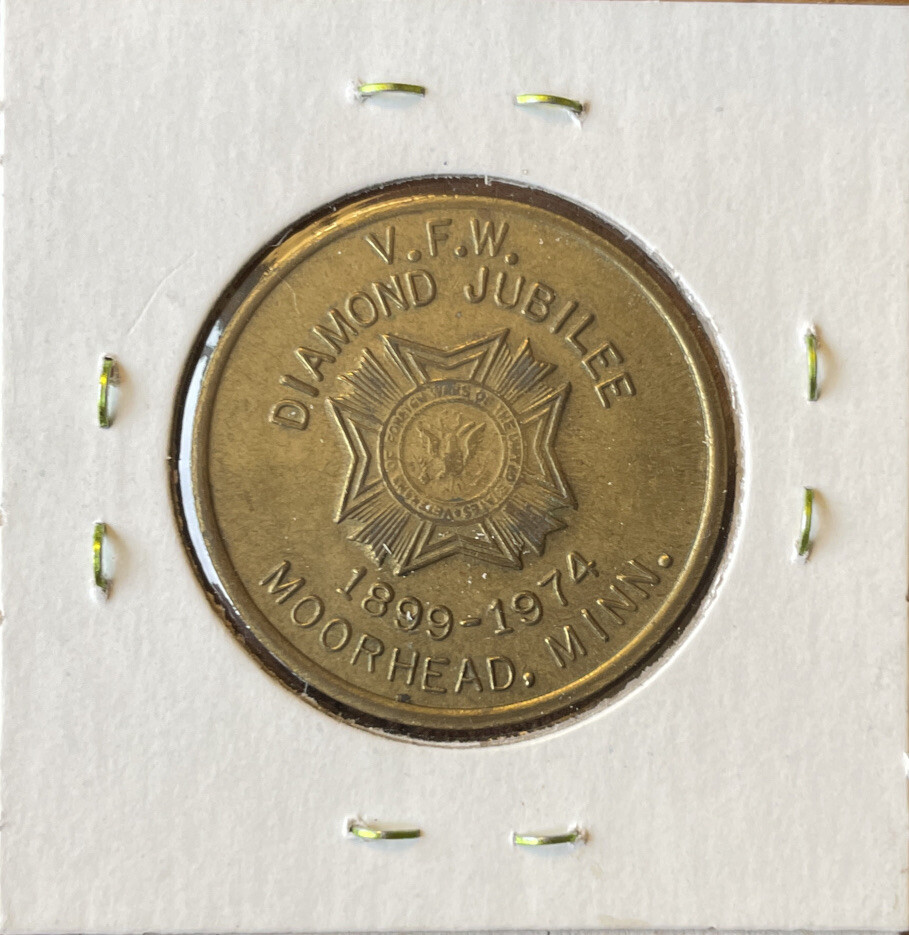 V.F.W.
DIAMOND JUBILEE
1899-1974
MOORHEAD, MINN.